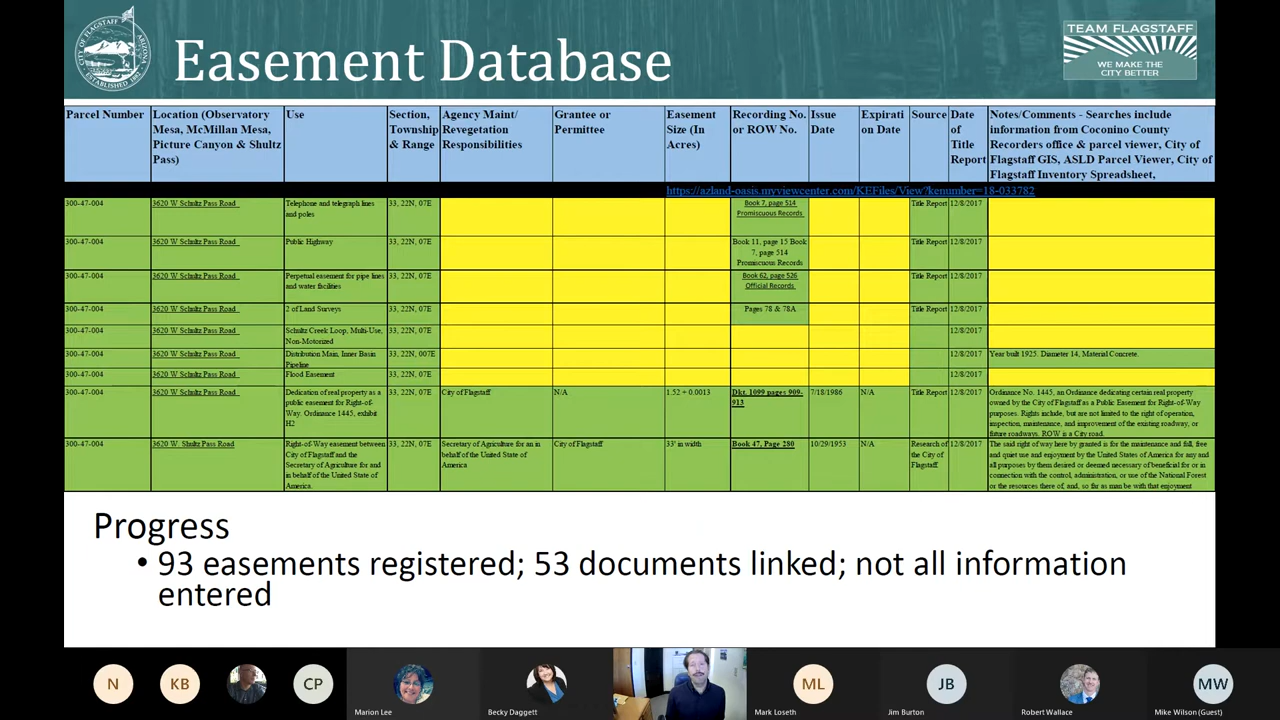 CITY OF FLAGSTAFF
ARIZONA
ESTABLISHED 1882
Easement Database
TEAM FLAGSTAFF
WE MAKE THE
CITY BETTER
Parcel Number
Location (Observatory
Mesa, McMillan Mesa,
Picture Canyon & Shultz
Pass)
Use
Section,
Township
& Range
Agency Maint/
Revegetation
Responsibilities
Grantee or
Permittee
Easement
Size (In
Acres)
Recording No.
or ROW No.
Issue
Date
Expirati
on Date
Source
Date
of
Title
Report
Notes/Comments - Searches include
information from Coconino County
Recorders office & parcel viewer, City of
Flagstaff GIS, ASLD Parcel Viewer, City of
Flagstaff Inventory Spreadsheet,
https://azland-oasis.myviewcenter.com/KEFiles/View?kenumber=18-033782
300-47-004
3620 W Schultz Pass Road
Telephone and telegraph lines
and poles
33, 22N, 07E
Book 7, page 514
Promiscuous Records
Title Report
12/8/2017
300-47-004
3620 W Schultz Pass Road
Public Highway
33, 22N, 07E
Book 11, page 15 Book
7, page 514
Promiscuous Records
Title Report
12/8/2017
300-47-004
3620 W Schultz Pass Road
Perpetual easement for pipe lines
and water facilities
33, 22N, 07E
Book 62, page 526
Official Records
Title Report
12/8/2017
300-47-004
3620 W Schultz Pass Road
2 of Land Surveys
33, 22N, 07E
Pages 78 & 78A
Title Report
12/8/2017
300-47-004
3620 W Schultz Pass Road
Schultz Creek Loop, Multi-Use,
Non-Motorized
33, 22N, 07E
12/8/2017
300-47-004
3620 W Schultz Pass Road
Distribution Main, Inner Basin
Pipeline
33, 22N, 007E
12/8/2017
Year built 1925. Diameter 14, Material Concrete.
300-47-004
3620 W Schultz Pass Road
Flood Easement
33, 22N, 07E
12/8/2017
300-47-004
3620 W Schultz Pass Road
Dedication of real property as a
public easement for Right-of-
Way. Ordinance 1445, exhibit
H2
33, 22N, 07E
City of Flagstaff
N/A
1.52 + 0.0013
Dkt. 1099 pages 909-
913
7/18/1986
N/A
Title Report
12/8/2017
Ordinance No. 1445, an Ordinance dedicating certain real property
owned by the City of Flagstaff as a Public Easement for Right-of-Way
purposes. Rights include, but are not limited to the right of operation,
inspection, maintenance, and improvement of the existing roadway, or
future roadways. ROW is a City road.
300-47-004
3620 W. Shultz Pass Road
Right-of-Way easement between
City of Flagstaff and the
Secretary of Agriculture for and
in behalf of the United State of
America.
33, 22N, 07E
Secretary of Agriculture for an in
behalf of the United State of
America
City of Flagstaff
33' in width
Book 47, Page 280
10/29/1953
N/A
Research of
the City of
Flagstaff
12/8/2017
The said right of way here by granted is for the maintenance and full, free
and quiet use and enjoyment by the United States of America for any and
all purposes by them desired or deemed necessary of beneficial for or in
connection with the control, administration, or use of the National Forest
or the resources there of, and, so far as man be with that enjoyment
Progress
• 93 easements registered; 53 documents linked; not all information
entered
N
KB
CP
Marion Lee
Becky Daggett
ML
Mark Loseth
JB
Jim Burton
Robert Wallace
MW
Mike Wilson (Guest)